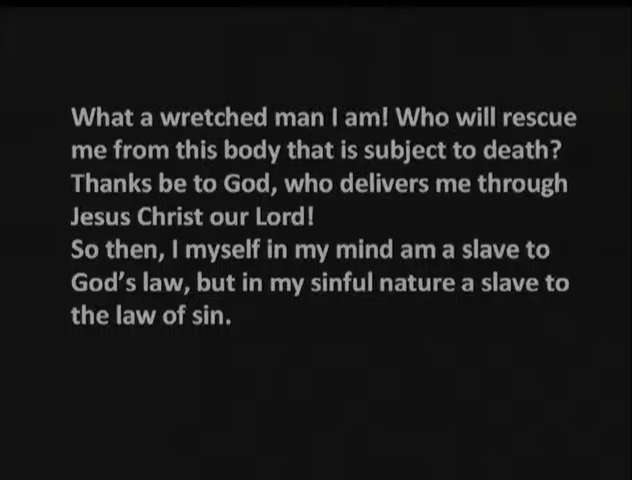 What a wretched man I am! Who will rescue
me from this body that is subject to death?
Thanks be to God, who delivers me through
Jesus Christ our Lord!
So then, I myself in my mind am a slave to
God's law, but in my sinful nature a slave to
the law of sin.